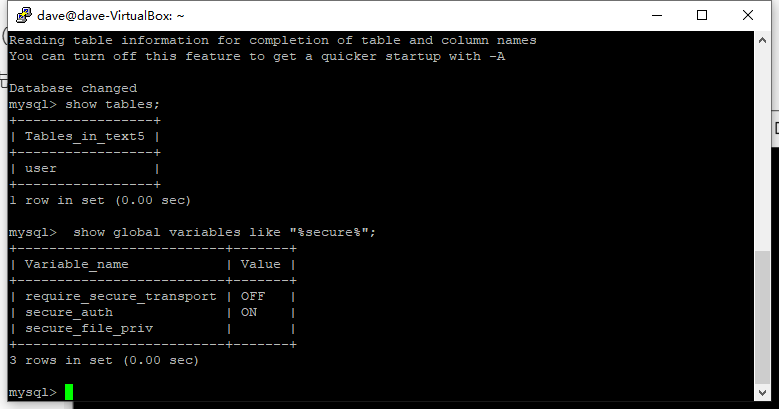 dave@dave-VirtualBox: ~
Reading table information for completion of table and column names
You can turn off this feature to get a quicker startup with -A
Database changed
mysql> show tables;
+-----------------+
| Tables_in_text5 |
+-----------------+
| user            |
+-----------------+
1 row in set (0.00 sec)
mysql>  show global variables like "%secure%";
+--------------------------+-------+
| Variable_name            | Value |
+--------------------------+-------+
| require_secure_transport | OFF   |
| secure_auth              | ON    |
| secure_file_priv         |       |
+--------------------------+-------+
3 rows in set (0.00 sec)
mysql>